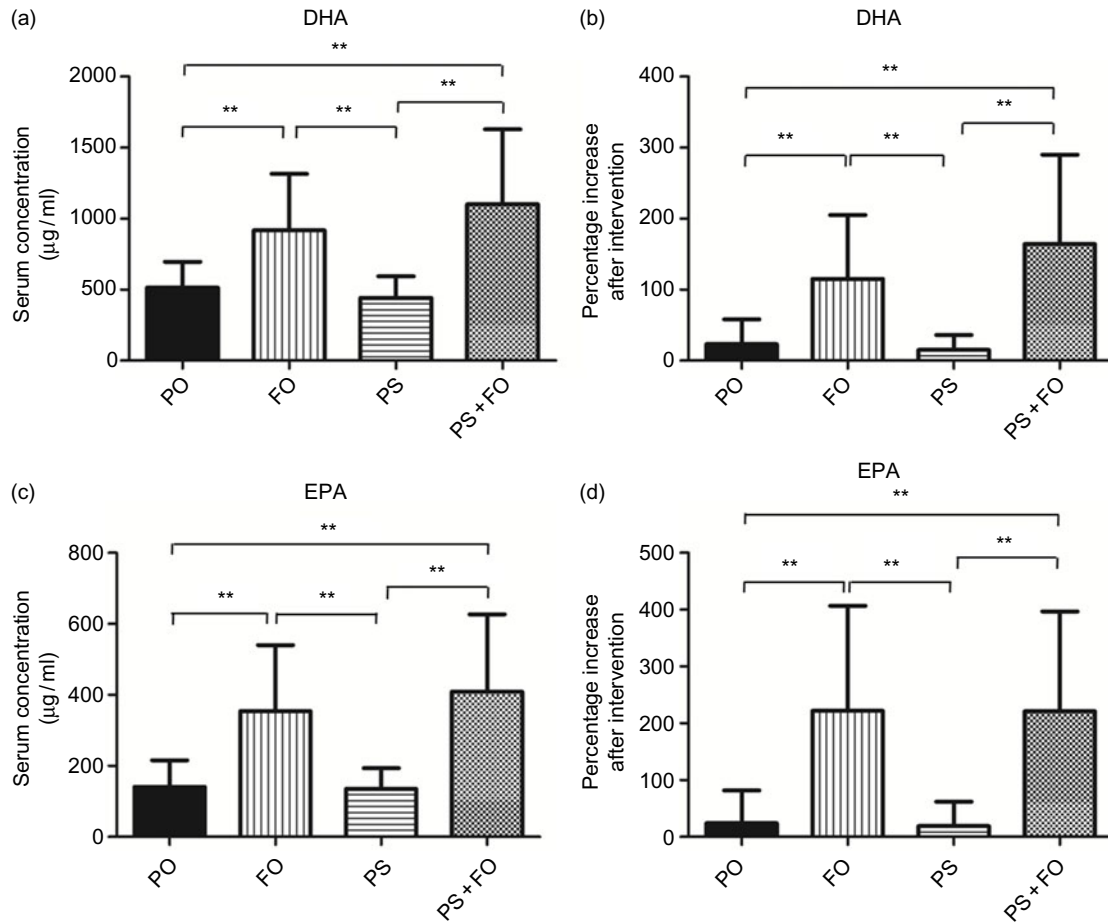 (a)
DHA
**
**
**
**
2000
1500
1000
500
0
Serum concentration
(µg / ml)
PO
FO
PS
PS + FO
(b)
DHA
**
**
**
**
400
300
200
100
0
Percentage increase
after intervention
PO
FO
PS
PS + FO
(c)
EPA
**
**
**
**
800
600
400
200
0
Serum concentration
(µg / ml)
PO
FO
PS
PS + FO
(d)
EPA
**
**
**
**
500
400
300
200
100
0
Percentage increase
after intervention
PO
FO
PS
PS + FO